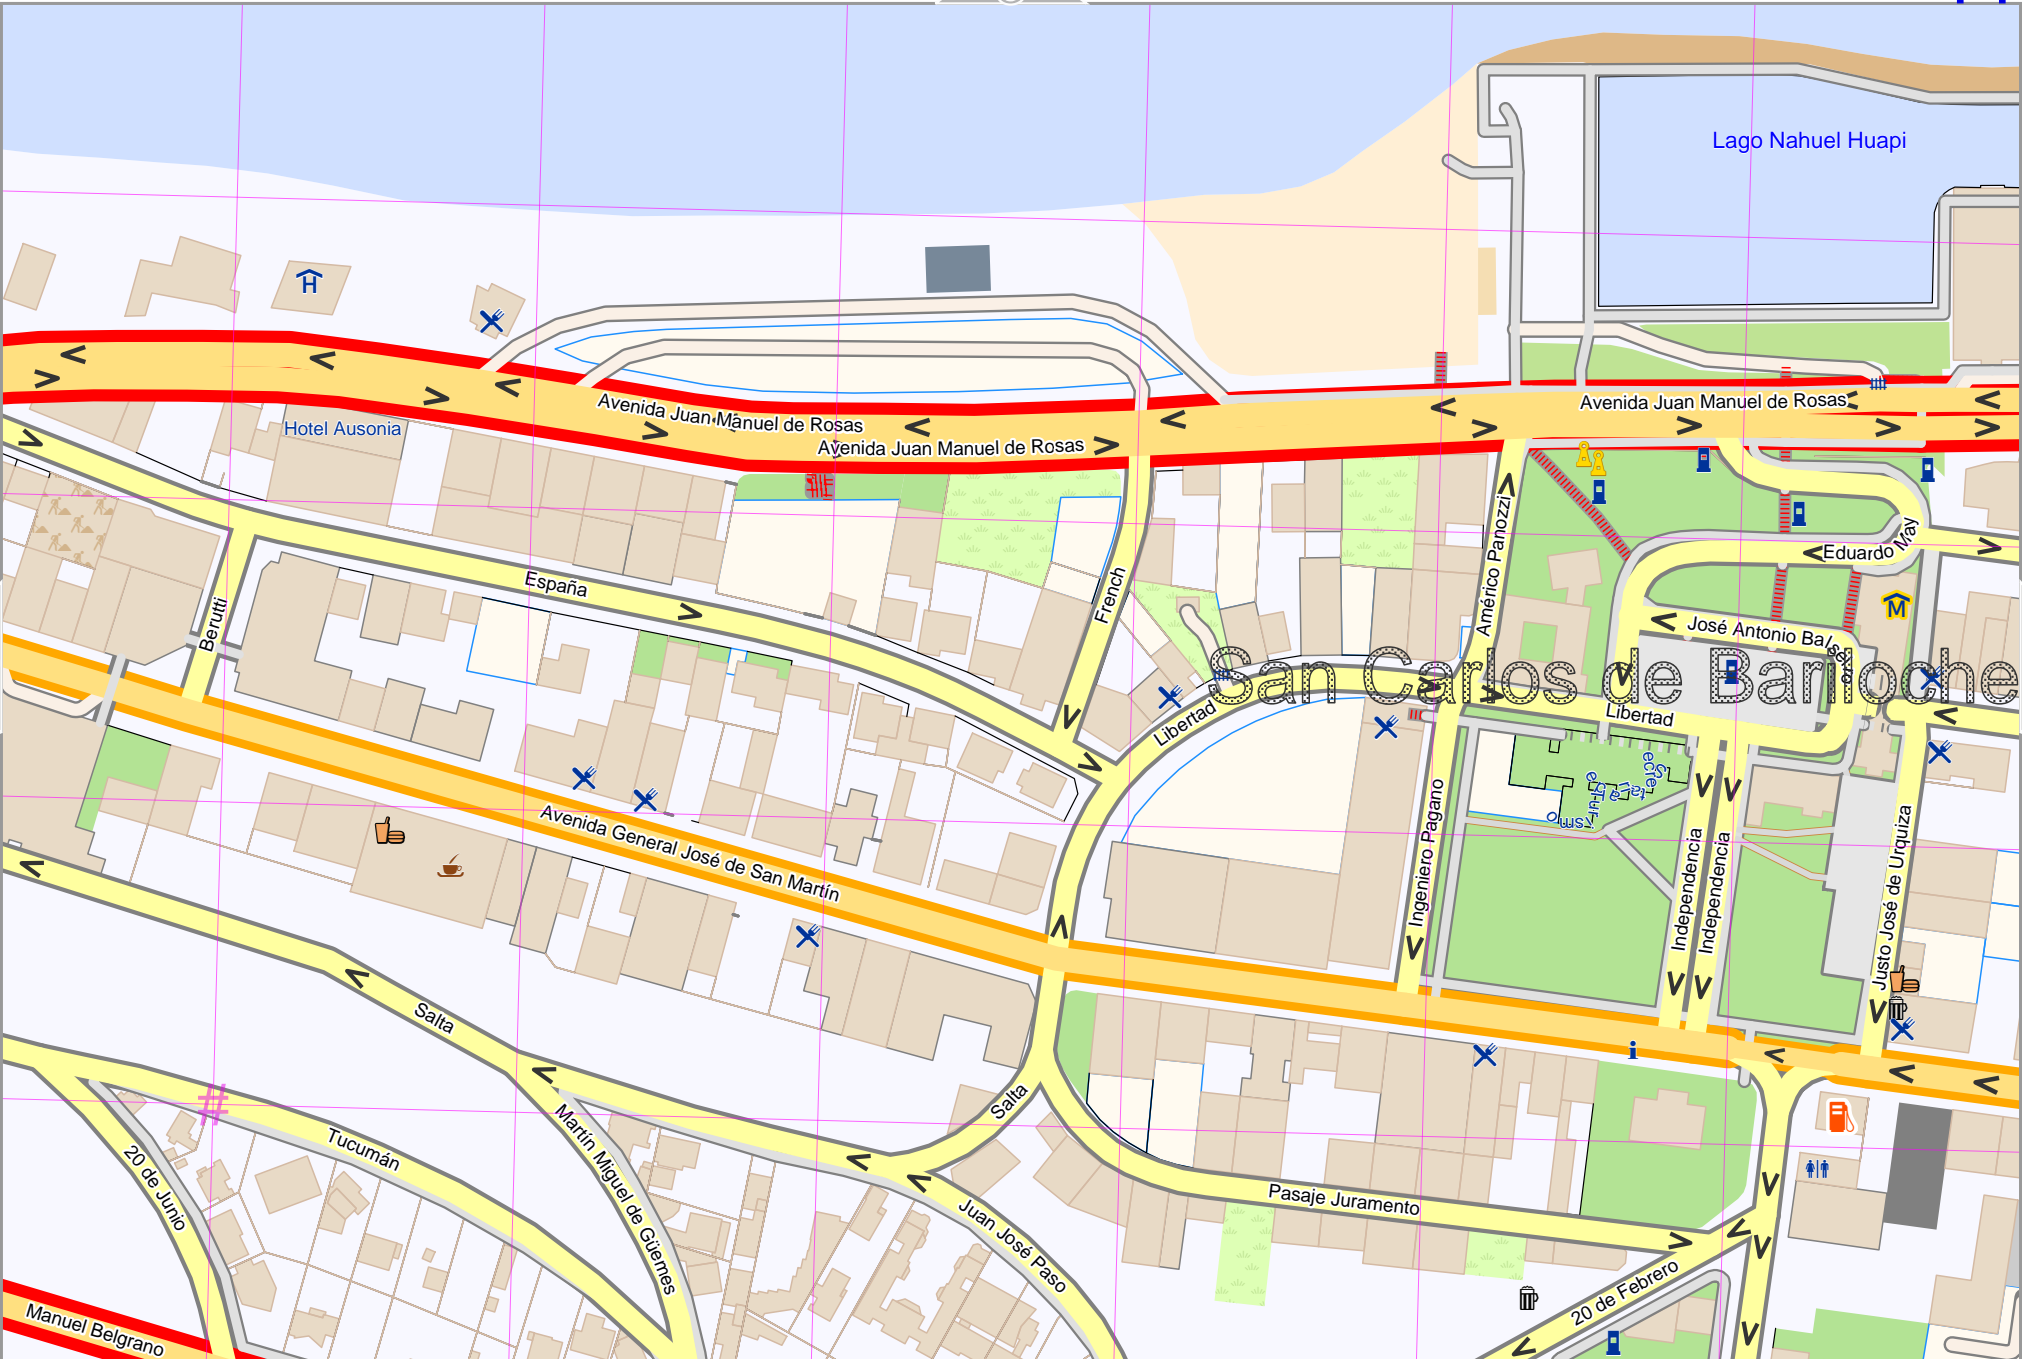 Lago Nahuel Huapi
Avenida Juan Manuel de Rosas
Avenida Juan Manuel de Rosas
Avenida Juan Manuel de Rosas
Hotel Ausonia
H
Américo Panozzi
Eduardo May
España
French
Berutti
M
José Antonio Balseiro
San Carlos de Bariloche
Libertad
Libertad
Secretaría de Turismo
Ingeniero Pagano
Independencia
Independencia
Justo José de Urquiza
Avenida General José de San Martín
Salta
Salta
i
Martín Miguel de Güemes
Tucumán
20 de Junio
Juan José Paso
Pasaje Juramento
20 de Febrero
Manuel Belgrano